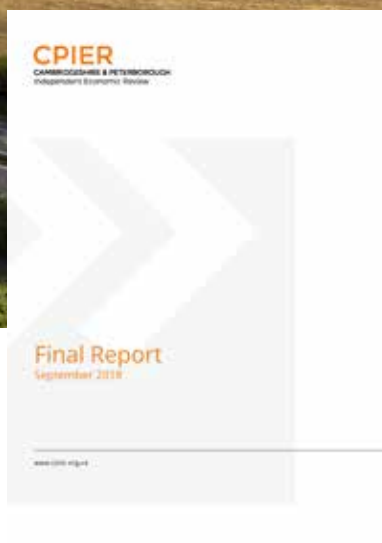 CPIER
CAMBRIDGESHIRE & PETERBOROUGH
Independent Economic Review
Final Report
September 2018
www.cpier.org.uk